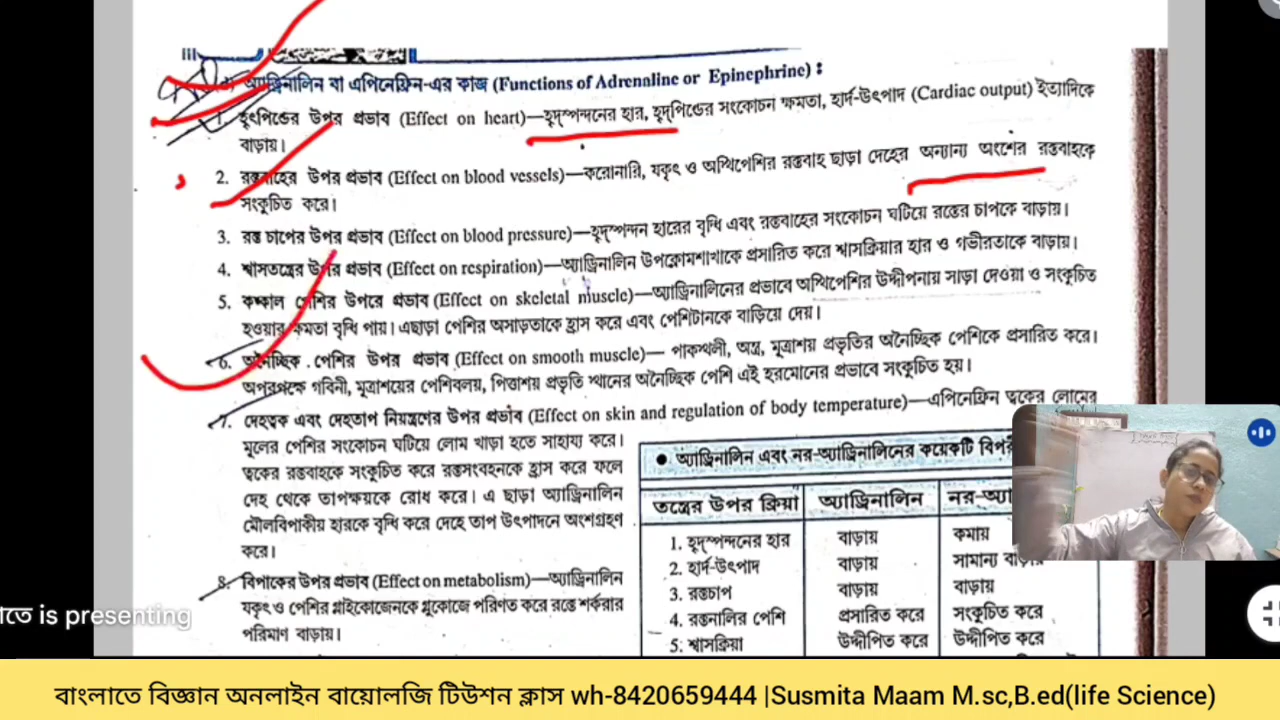 অ্যাড্রিনালিন বা এপিনেফ্রিন-এর কাজ (Functions of Adrenaline or Epinephrine) :
1. হৃৎপিন্ডের উপর প্রভাব (Effect on heart)—হৃদ্‌স্পন্দনের হার, হৃদ্‌পিন্ডের সংকোচন ক্ষমতা, হার্দ-উৎপাদ (Cardiac output) ইত্যাদিকে
বাড়ায়।
2. রক্তবাহের উপর প্রভাব (Effect on blood vessels)—করোনারি, যকৃৎ ও অস্থিপেশির রক্তবাহ ছাড়া দেহের অন্যান্য অংশের রক্তবাহকে
সংকুচিত করে।
3. রক্ত চাপের উপর প্রভাব (Effect on blood pressure)—হৃদ্‌স্পন্দন হারের বৃদ্ধি এবং রক্তবাহের সংকোচন ঘটিয়ে রক্তের চাপকে বাড়ায়।
4. শ্বাসতন্ত্রের উপর প্রভাব (Effect on respiration)—অ্যাড্রিনালিন উপক্লোমশাখাকে প্রসারিত করে শ্বাসক্রিয়ার হার ও গভীরতাকে বাড়ায়।
5. কঙ্কাল পেশির উপরে প্রভাব (Effect on skeletal muscle)—অ্যাড্রিনালিনের প্রভাবে অস্থিপেশির উদ্দীপনায় সাড়া দেওয়া ও সংকুচিত
হওয়ার ক্ষমতা বৃদ্ধি পায়। এছাড়া পেশির অসাড়তাকে হ্রাস করে এবং পেশিটানকে বাড়িয়ে দেয়।
6. অনৈচ্ছিক পেশির উপর প্রভাব (Effect on smooth muscle)— পাকস্থলী, অন্ত্র, মূত্রাশয় প্রভৃতির অনৈচ্ছিক পেশিকে প্রসারিত করে।
অপরপক্ষে গবিনী, মূত্রাশয়ের পেশিবলয়, পিত্তাশয় প্রভৃতি স্থানের অনৈচ্ছিক পেশি এই হরমোনের প্রভাবে সংকুচিত হয়।
7. দেহত্বক এবং দেহতাপ নিয়ন্ত্রণের উপর প্রভাব (Effect on skin and regulation of body temperature)—এপিনেফ্রিন ত্বকের লোমের
মূলের পেশির সংকোচন ঘটিয়ে লোম খাড়া হতে সাহায্য করে।
ত্বকের রক্তবাহকে সংকুচিত করে রক্তসংবহনকে হ্রাস করে ফলে
দেহ থেকে তাপক্ষয়কে রোধ করে। এ ছাড়া অ্যাড্রিনালিন
মৌলবিপাকীয় হারকে বৃদ্ধি করে দেহে তাপ উৎপাদনে অংশগ্রহণ
করে।
8. বিপাকের উপর প্রভাব (Effect on metabolism)—অ্যাড্রিনালিন
যকৃৎ ও পেশির গ্লাইকোজেনকে গ্লুকোজে পরিণত করে রক্তে শর্করার
পরিমাণ বাড়ায়।
● অ্যাড্রিনালিন এবং নর-অ্যাড্রিনালিনের কয়েকটি
তন্ত্রের উপর ক্রিয়া অ্যাড্রিনালিন
1. হৃদ্‌স্পন্দনের হার বাড়ায় কমায়
2. হার্দ-উৎপাদ বাড়ায় সামান্য বাড়ায়
3. রক্তচাপ বাড়ায় বাড়ায়
4. রক্তনালির পেশি প্রসারিত করে সংকুচিত করে
5: শ্বাসক্রিয়া উদ্দীপিত করে উদ্দীপিত করে
is presenting
বাংলাতে বিজ্ঞান অনলাইন বায়োলজি টিউশন ক্লাস wh-8420659444 |Susmita Maam M.sc,B.ed(life Science)